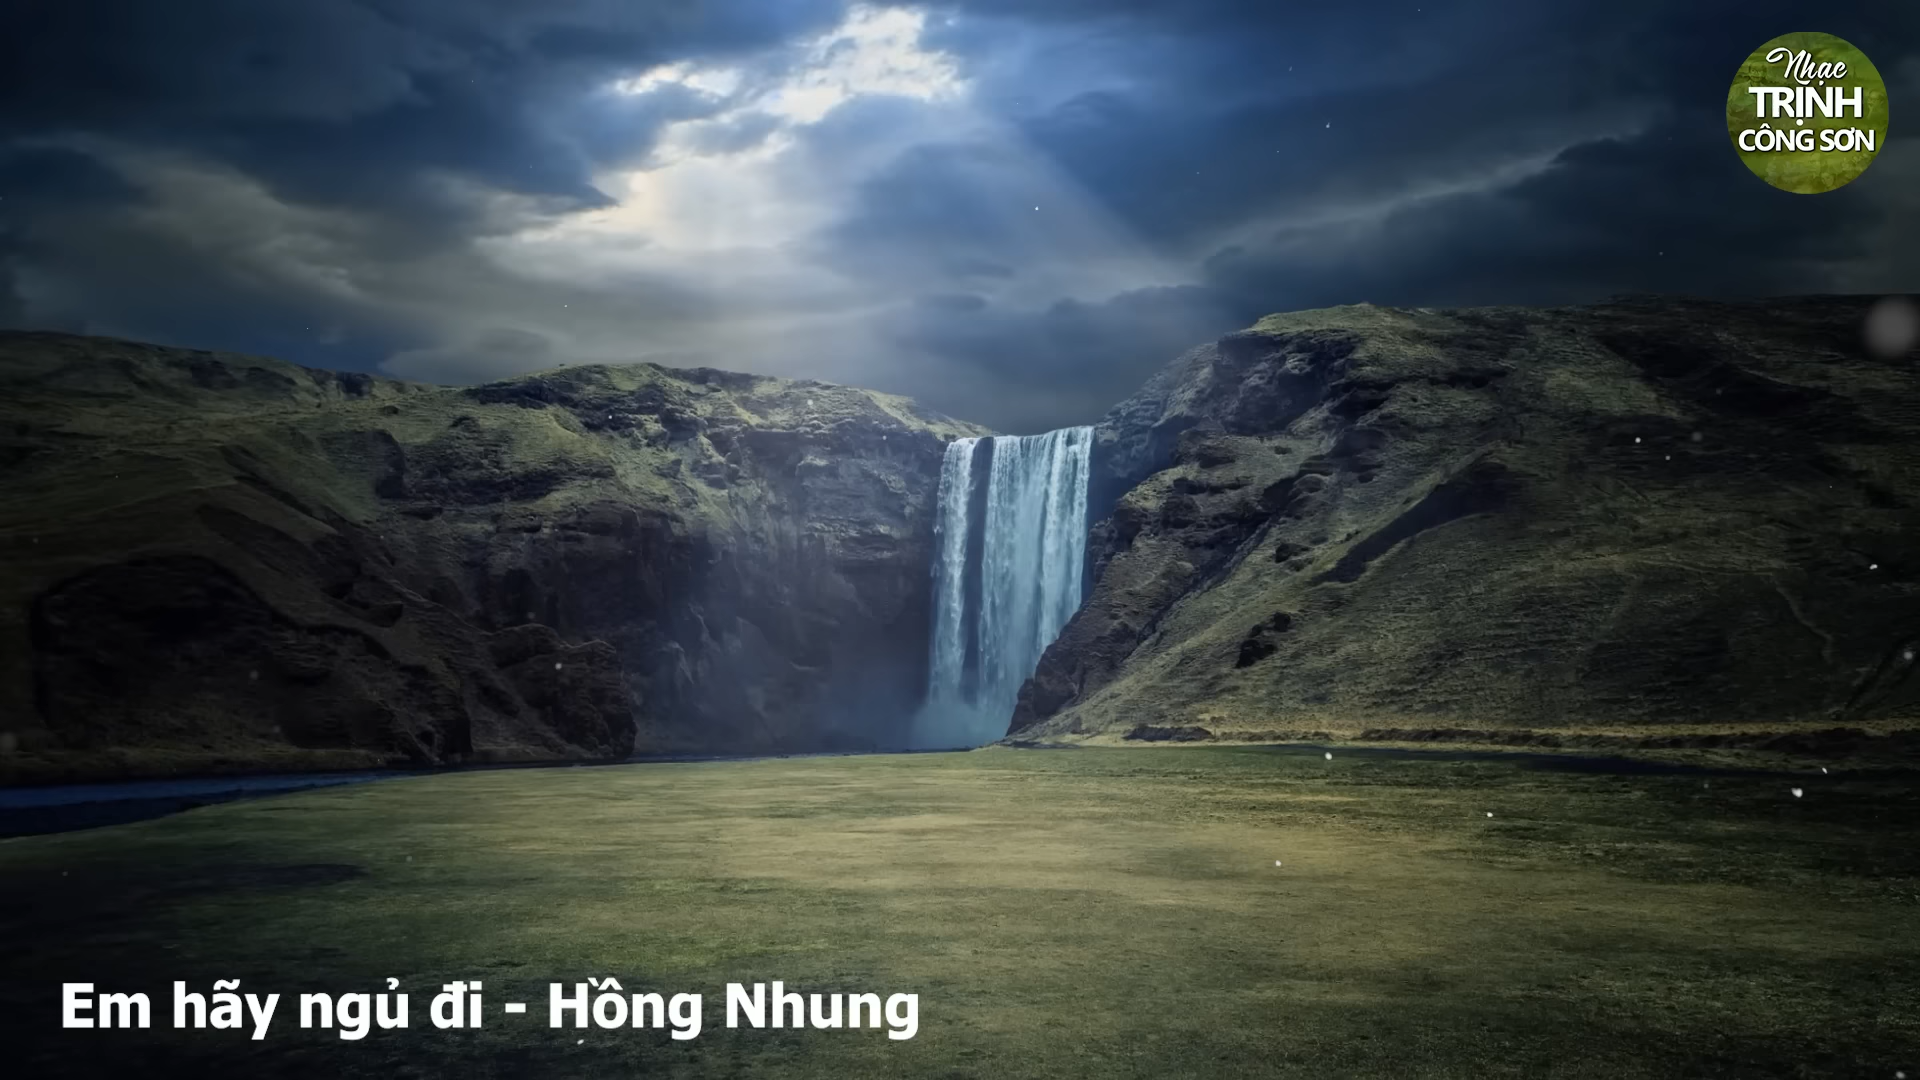 Nhạc
TRỊNH
CÔNG SƠN
Em hãy ngủ đi - Hồng Nhung